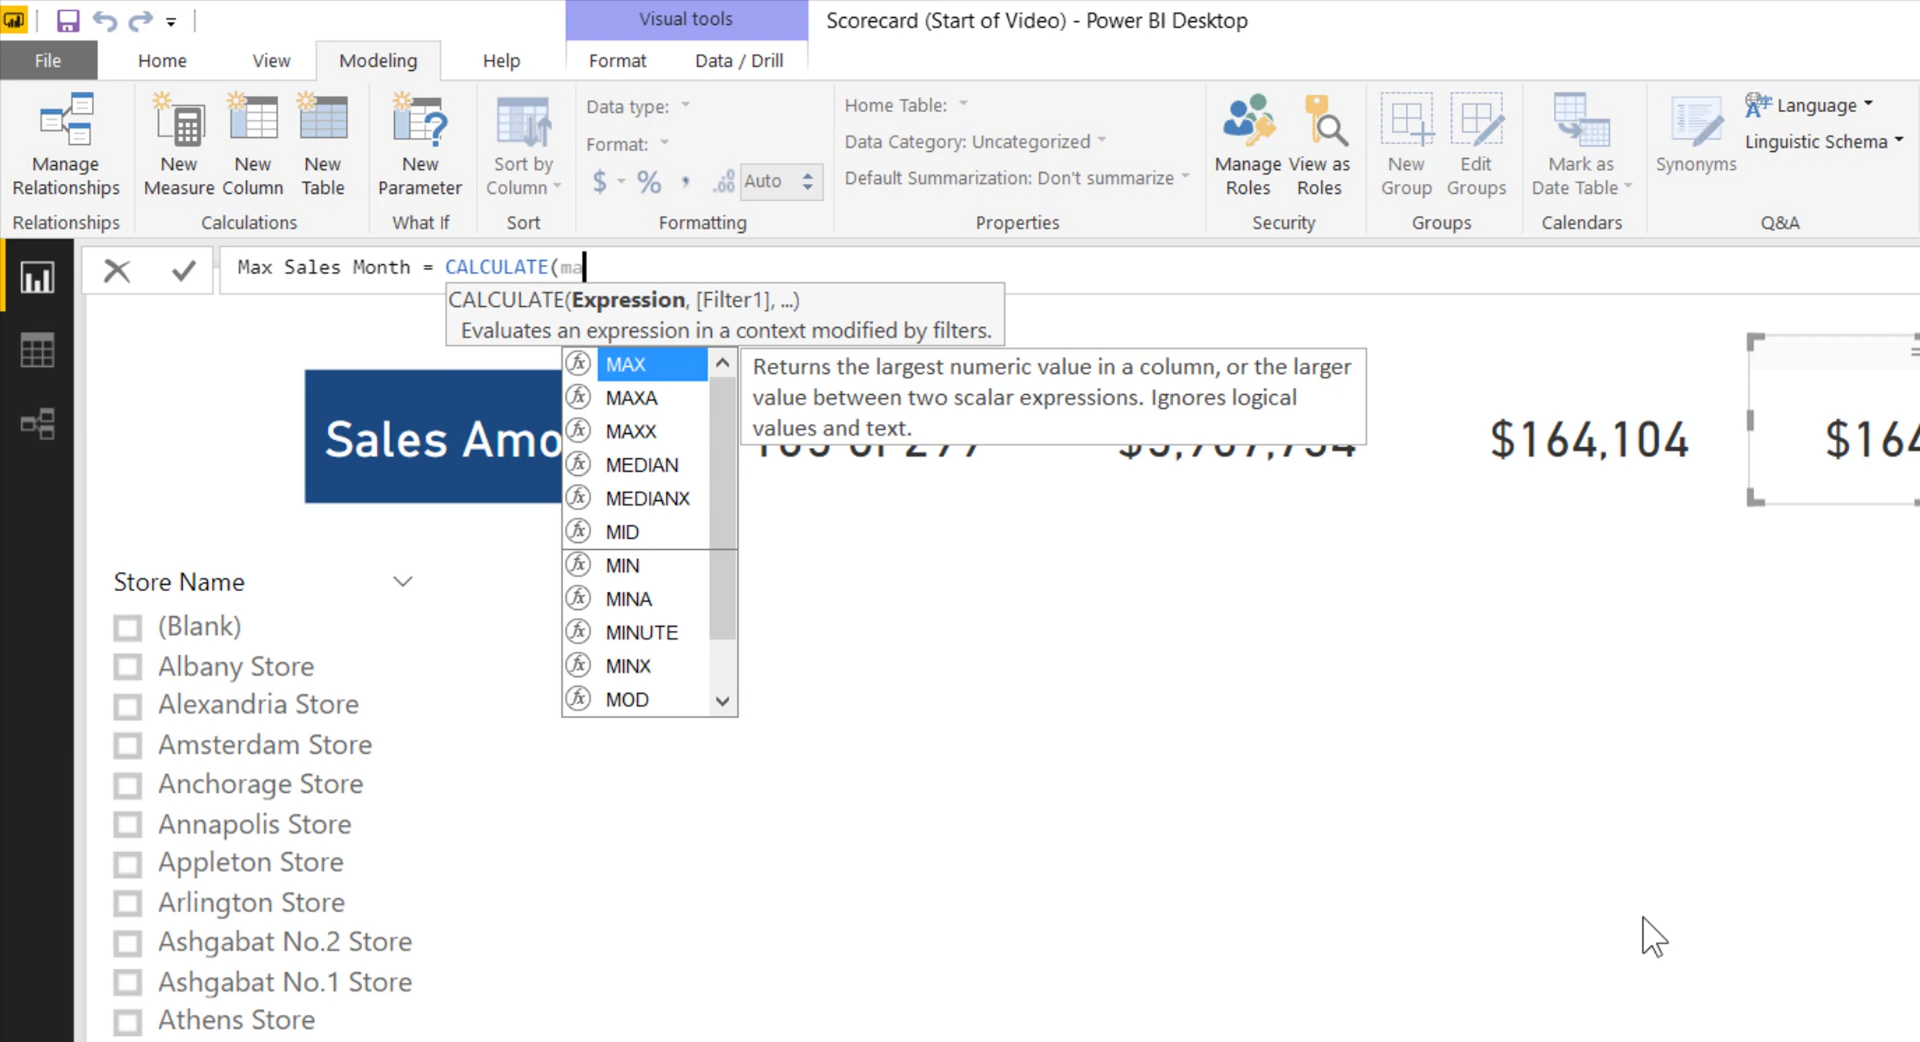 Visual tools
Scorecard (Start of Video) - Power BI Desktop
File
Home
View
Modeling
Help
Format
Data / Drill
Manage Relationships
New Measure
New Column
New Table
New Parameter
Sort by Column
Data type:
Format:
$ % , .00 Auto
Home Table:
Data Category: Uncategorized
Default Summarization: Don't summarize
Manage Roles
View as Roles
New Group
Edit Groups
Mark as Date Table
Synonyms
Language
Linguistic Schema
Relationships
Calculations
What If
Sort
Formatting
Properties
Security
Groups
Calendars
Q&A
Max Sales Month = CALCULATE(ma
CALCULATE(Expression, [Filter1], ...)
Evaluates an expression in a context modified by filters.
MAX
MAXA
MAXX
MEDIAN
MEDIANX
MID
MIN
MINA
MINUTE
MINX
MOD
Returns the largest numeric value in a column, or the larger
value between two scalar expressions. Ignores logical
values and text.
Sales Amo
$164,104
$164
Store Name
(Blank)
Albany Store
Alexandria Store
Amsterdam Store
Anchorage Store
Annapolis Store
Appleton Store
Arlington Store
Ashgabat No.2 Store
Ashgabat No.1 Store
Athens Store